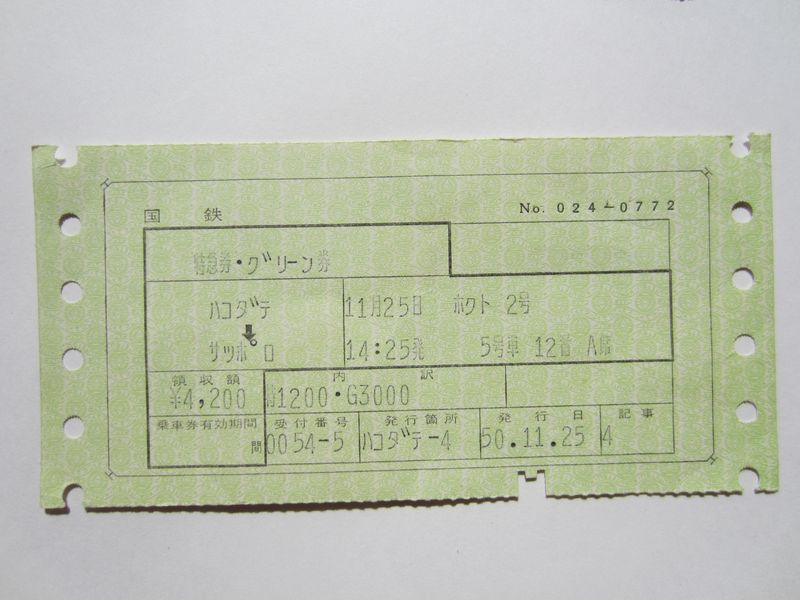 国鉄 No. 024-0772
特急券・グリーン券
ハコダテ 11月25日 ホクト 2号
➡
サツポロ 14:25発 5号車 12番 A席
領収額 内訳
¥4,200 特1200・G3000
乗車券有効期間 受付番号 発行箇所 発行日 記事
間 0054-5 ハコダテ-4 50.11.25 4